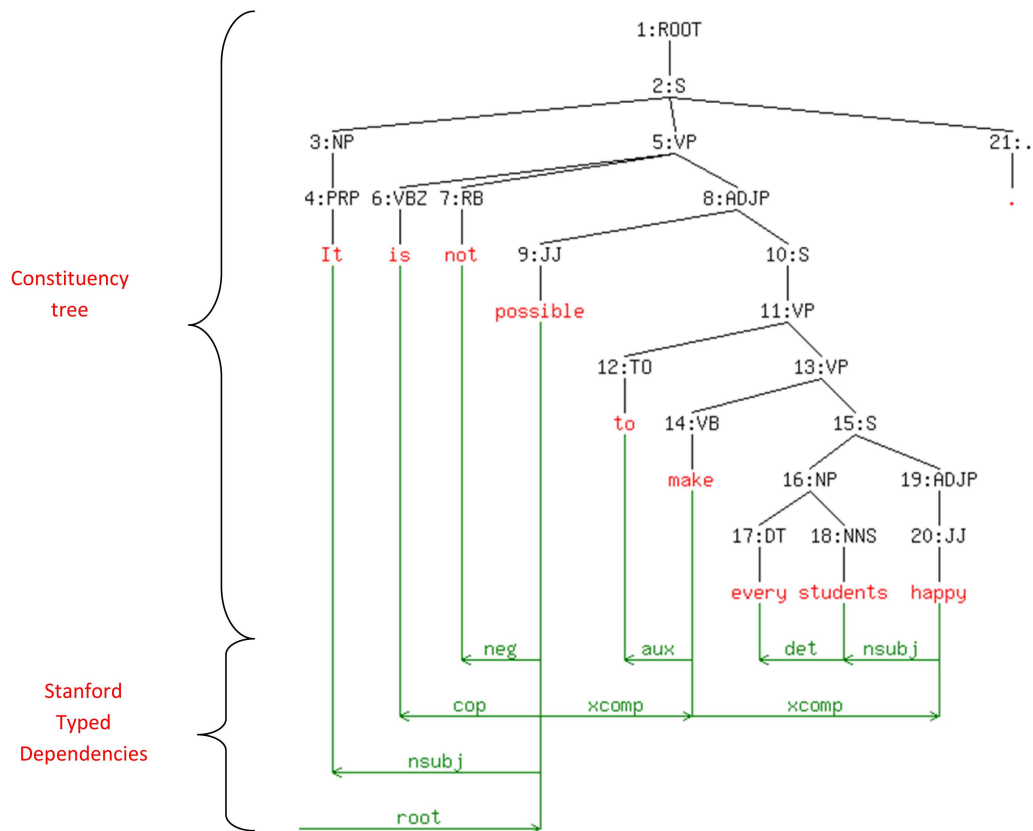 1:ROOT
2:S
3:NP 5:VP 21:.
4:PRP 6:VBZ 7:RB 8:ADJP .
It is not 9:JJ 10:S
Constituency
tree
possible 11:VP
12:TO 13:VP
to 14:VB 15:S
make 16:NP 19:ADJP
17:DT 18:NNS 20:JJ
every students happy
neg aux det nsubj
Stanford
Typed
Dependencies
cop xcomp xcomp
nsubj
root